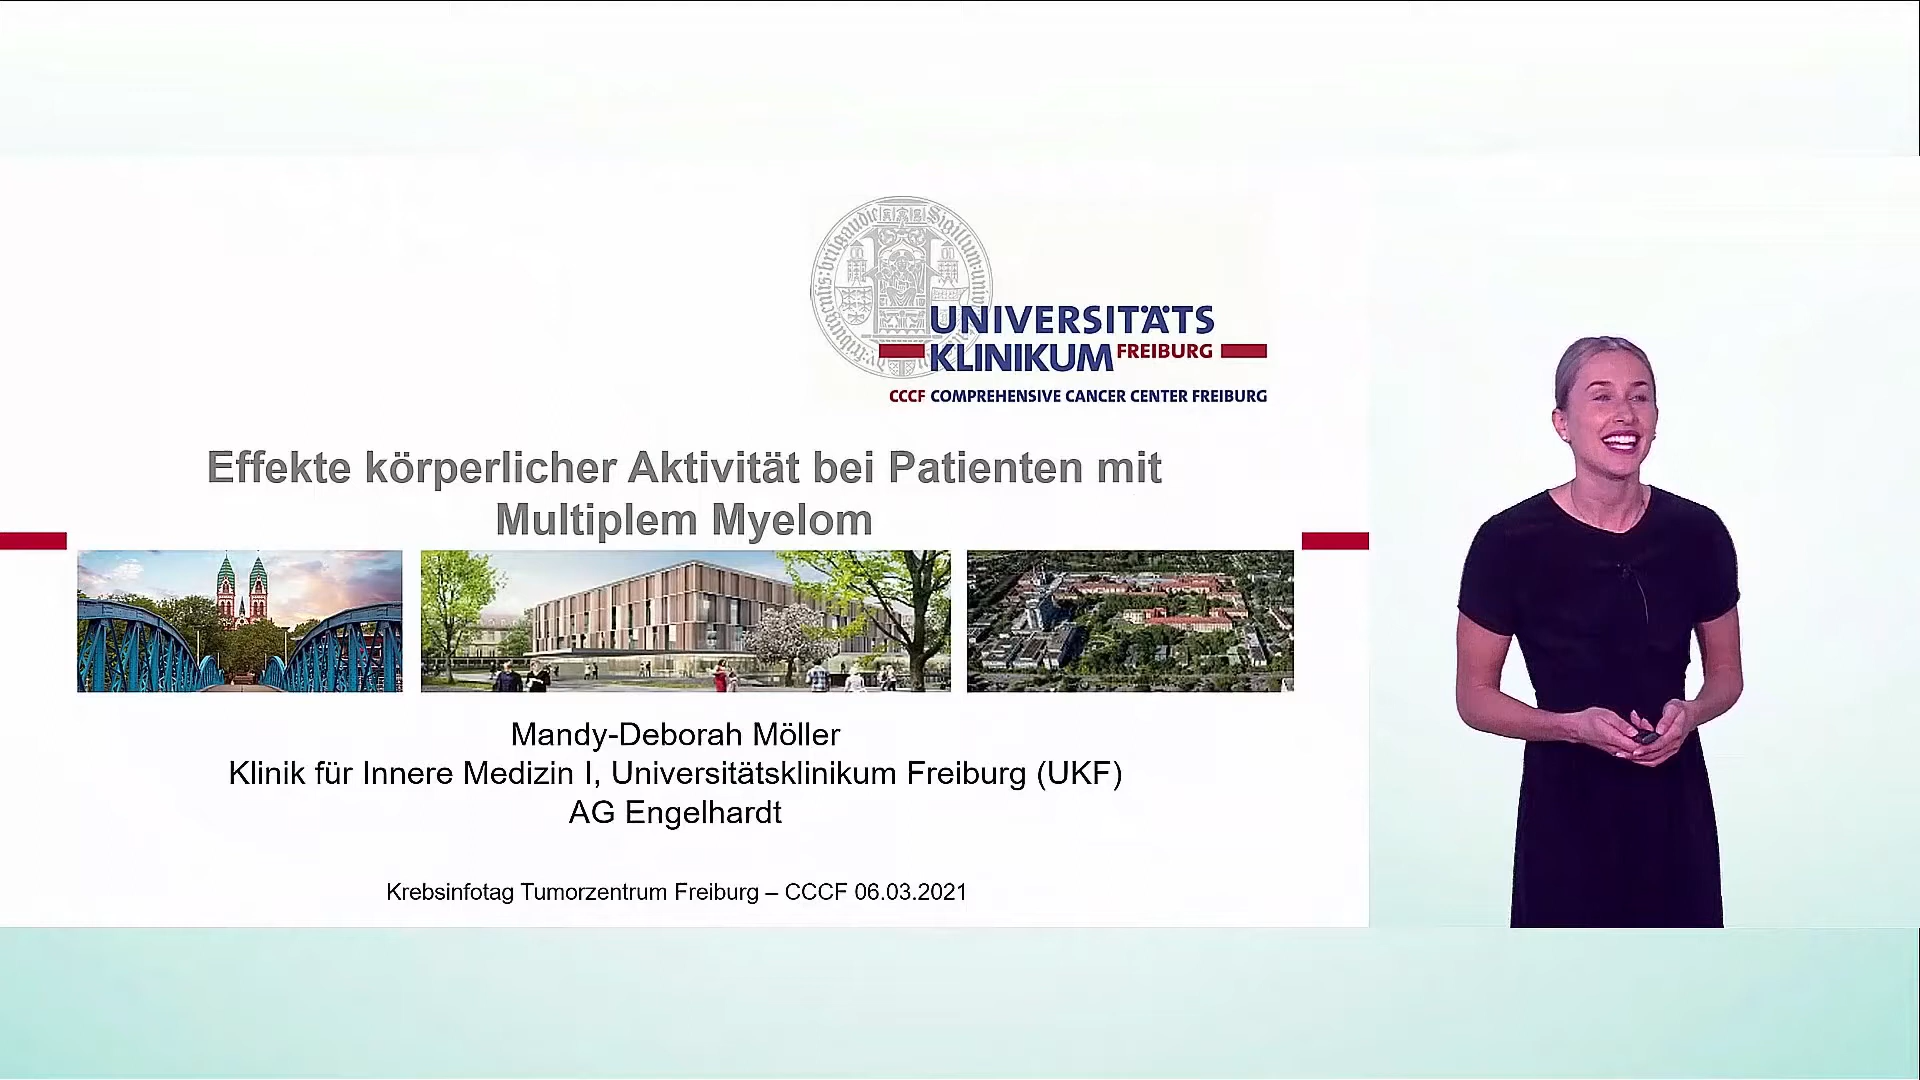 UNIVERSITÄTS
KLINIKUM FREIBURG
CCCF COMPREHENSIVE CANCER CENTER FREIBURG
Effekte körperlicher Aktivität bei Patienten mit
Multiplem Myelom
Mandy-Deborah Möller
Klinik für Innere Medizin I, Universitätsklinikum Freiburg (UKF)
AG Engelhardt
Krebsinfotag Tumorzentrum Freiburg – CCCF 06.03.2021